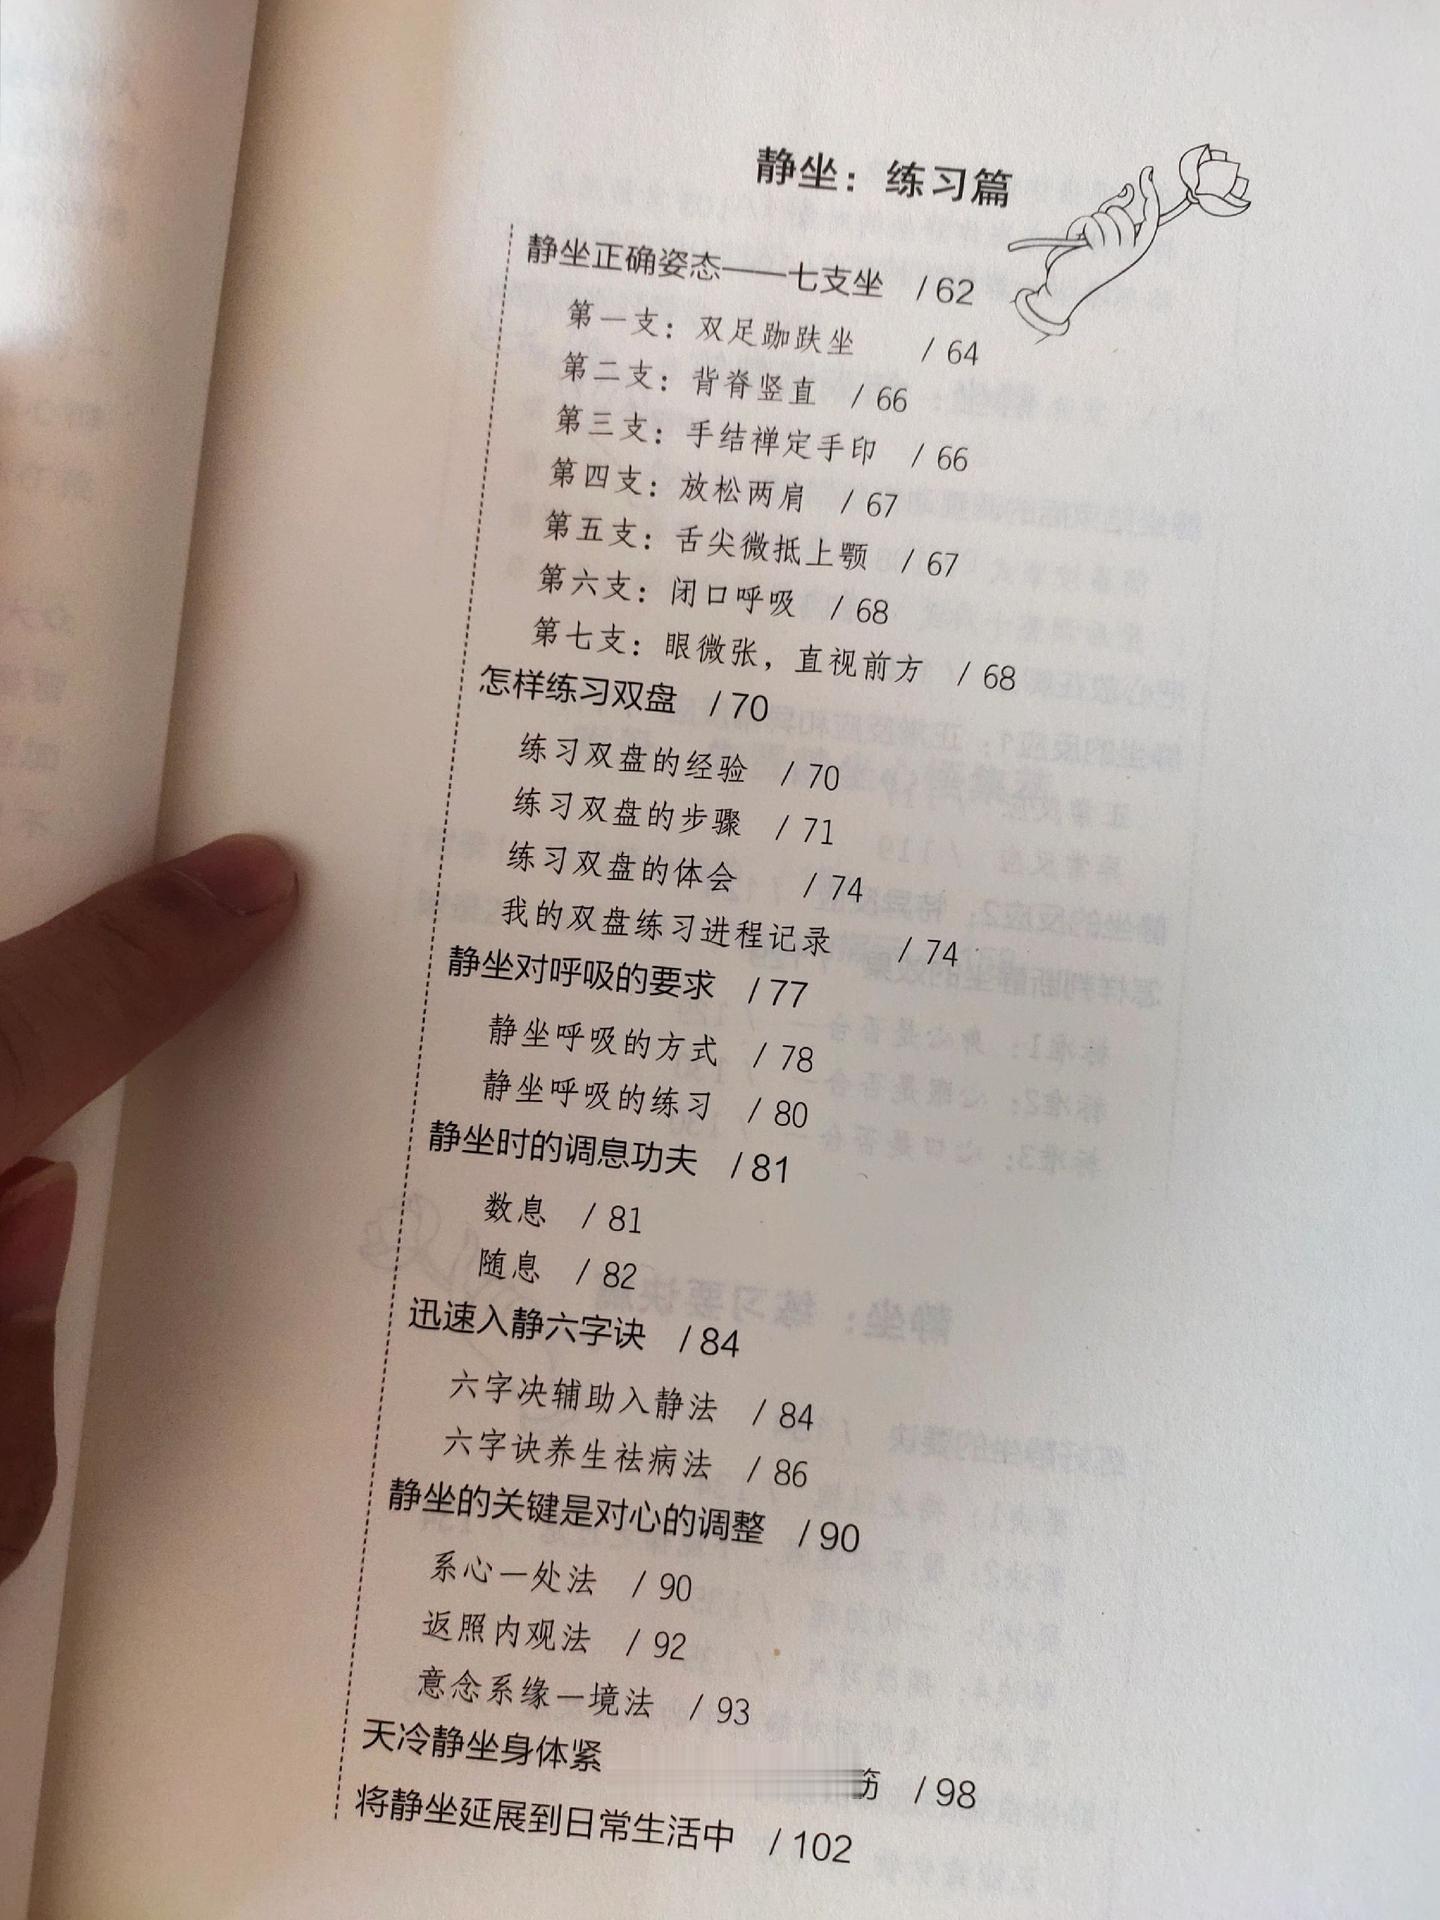 静坐：练习篇
静坐正确姿态——七支坐 / 62
第一支：双足跏趺坐 / 64
第二支：背脊竖直 / 66
第三支：手结禅定手印 / 66
第四支：放松两肩 / 67
第五支：舌尖微抵上颚 / 67
第六支：闭口呼吸 / 68
第七支：眼微张，直视前方 / 68
怎样练习双盘 / 70
练习双盘的经验 / 70
练习双盘的步骤 / 71
练习双盘的体会 / 74
我的双盘练习进程记录 / 74
静坐对呼吸的要求 / 77
静坐呼吸的方式 / 78
静坐呼吸的练习 / 80
静坐时的调息功夫 / 81
数息 / 81
随息 / 82
迅速入静六字诀 / 84
六字决辅助入静法 / 84
六字诀养生祛病法 / 86
静坐的关键是对心的调整 / 90
系心一处法 / 90
返照内观法 / 92
意念系缘一境法 / 93
天冷静坐身体紧 / 98
将静坐延展到日常生活中 / 102